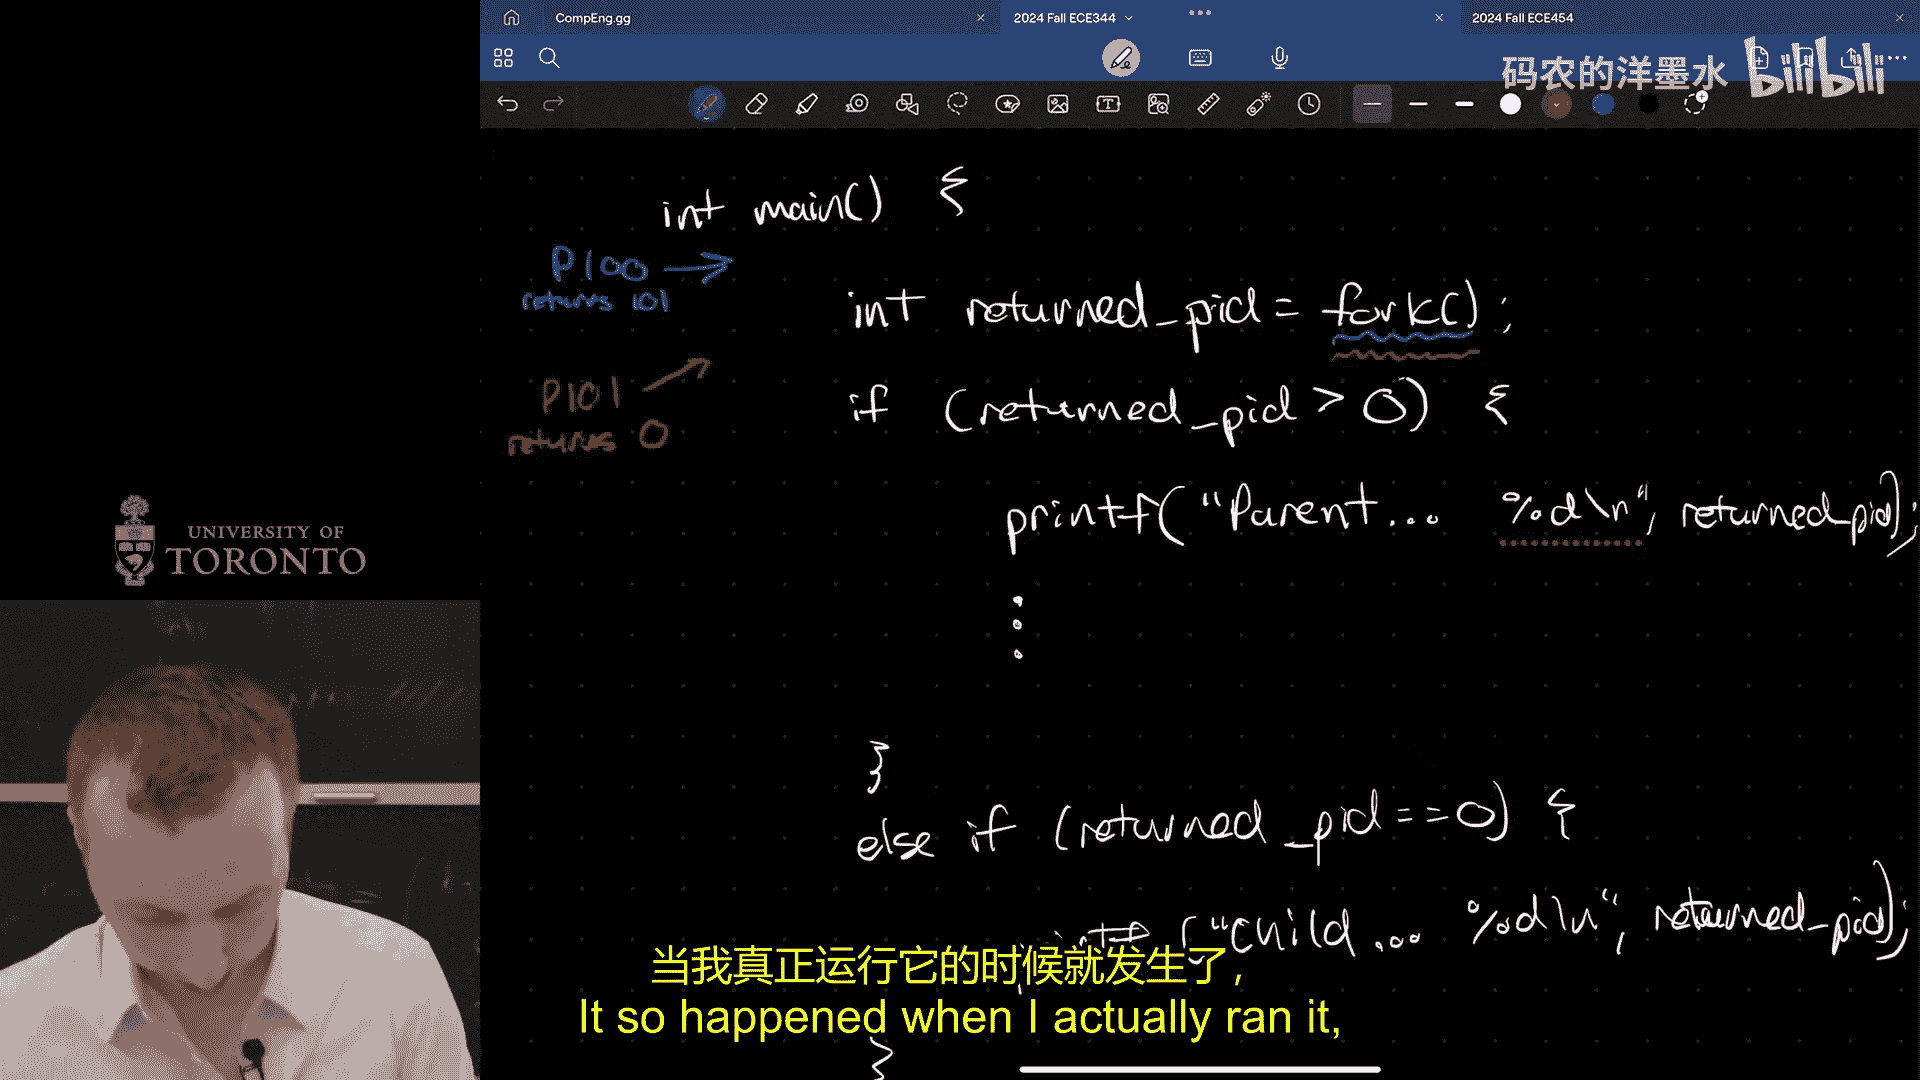 CompEng.gg
2024 Fall ECE344
2024 Fall ECE454
码农的洋墨水 bilibili
int main() {
P100 →
returns 101
int returned_pid = fork();
P101
returns 0
if (returned_pid > 0) {
printf("Parent... %d\n", returned_pid);
UNIVERSITY OF
TORONTO
}
else if (returned_pid==0) {
("Child... %d\n", returned_pid);
当我真正运行它的时候就发生了,
It so happened when I actually ran it,
}